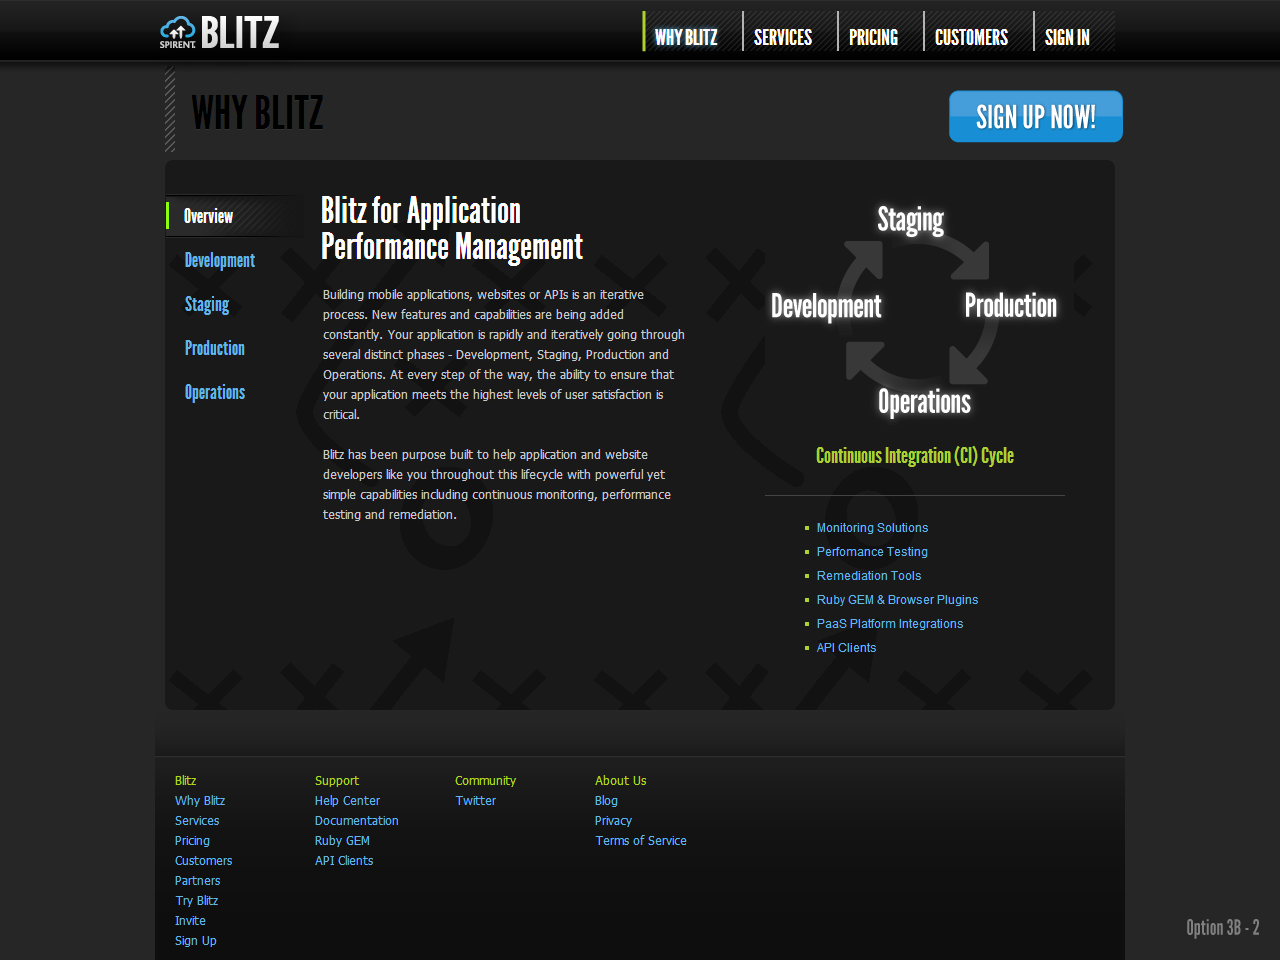 SPIRENT BLITZ
WHY BLITZ
SERVICES
PRICING
CUSTOMERS
SIGN IN
WHY BLITZ
SIGN UP NOW!
Overview
Development
Staging
Production
Operations
Blitz for Application
Performance Management
Building mobile applications, websites or APIs is an iterative
process. New features and capabilities are being added
constantly. Your application is rapidly and iteratively going through
several distinct phases - Development, Staging, Production and
Operations. At every step of the way, the ability to ensure that
your application meets the highest levels of user satisfaction is
critical.
Blitz has been purpose built to help application and website
developers like you throughout this lifecycle with powerful yet
simple capabilities including continuous monitoring, performance
testing and remediation.
Staging
Development
Production
Operations
Continuous Integration (CI) Cycle
Monitoring Solutions
Perfomance Testing
Remediation Tools
Ruby GEM & Browser Plugins
PaaS Platform Integrations
API Clients
Blitz
Why Blitz
Services
Pricing
Customers
Partners
Try Blitz
Invite
Sign Up
Support
Help Center
Documentation
Ruby GEM
API Clients
Community
Twitter
About Us
Blog
Privacy
Terms of Service
Option 3B - 2